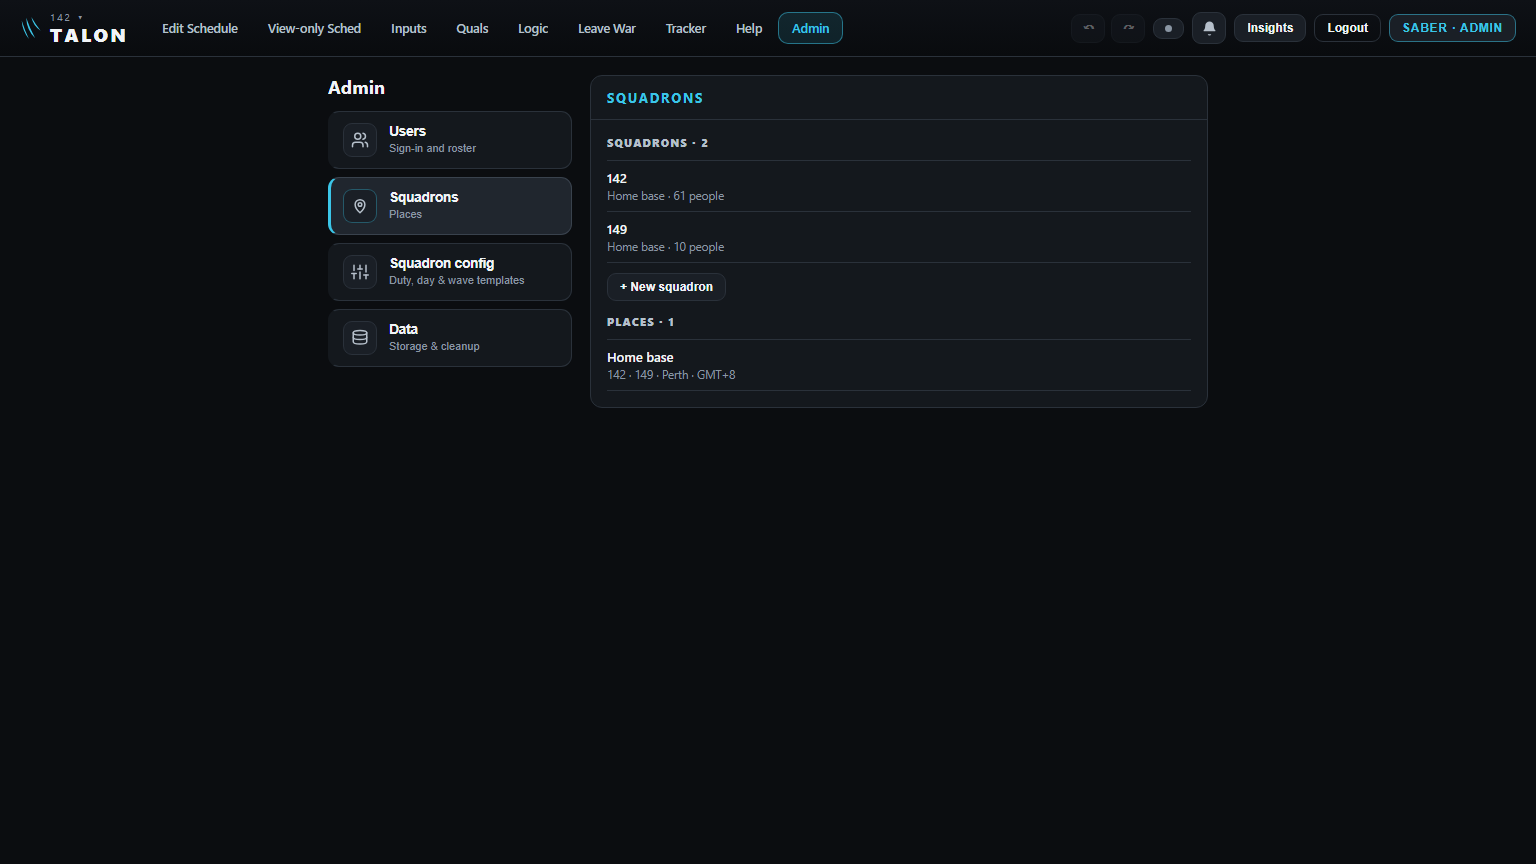 142 ▾
TALON
Edit Schedule
View-only Sched
Inputs
Quals
Logic
Leave War
Tracker
Help
Admin
Insights
Logout
SABER · ADMIN
Admin
Users
Sign-in and roster
Squadrons
Places
Squadron config
Duty, day & wave templates
Data
Storage & cleanup
SQUADRONS
SQUADRONS · 2
142
Home base · 61 people
149
Home base · 10 people
+ New squadron
PLACES · 1
Home base
142 · 149 · Perth · GMT+8